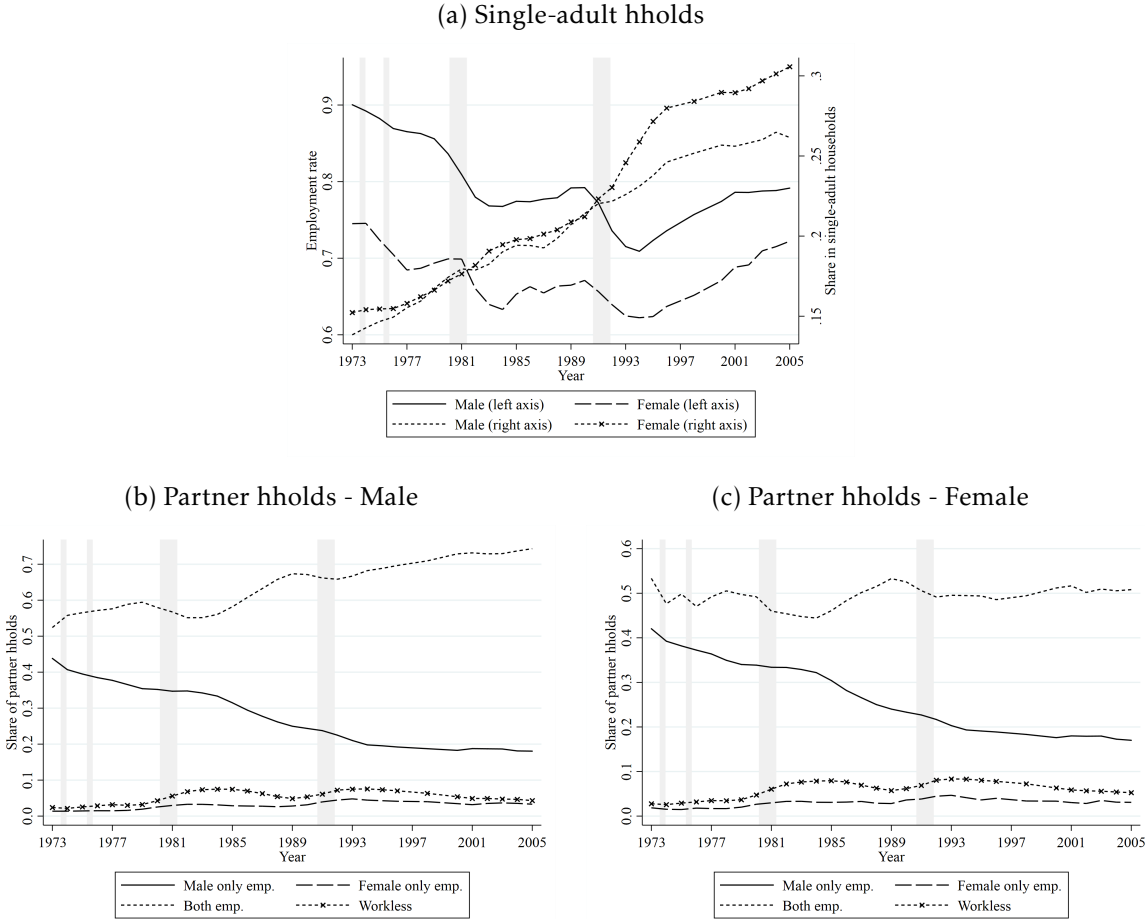 (a) Single-adult hholds
Employment rate
0.6 0.7 0.8 0.9
Share in single-adult households
.15 .2 .25 .3
1973 1977 1981 1985 1989 1993 1997 2001 2005
Year
Male (left axis) Female (left axis)
Male (right axis) Female (right axis)
(b) Partner hholds - Male
Share of partner hholds
0.0 0.1 0.2 0.3 0.4 0.5 0.6 0.7
1973 1977 1981 1985 1989 1993 1997 2001 2005
Year
Male only emp. Female only emp.
Both emp. Workless
(c) Partner hholds - Female
Share of partner hholds
0.0 0.1 0.2 0.3 0.4 0.5 0.6
1973 1977 1981 1985 1989 1993 1997 2001 2005
Year
Male only emp. Female only emp.
Both emp. Workless